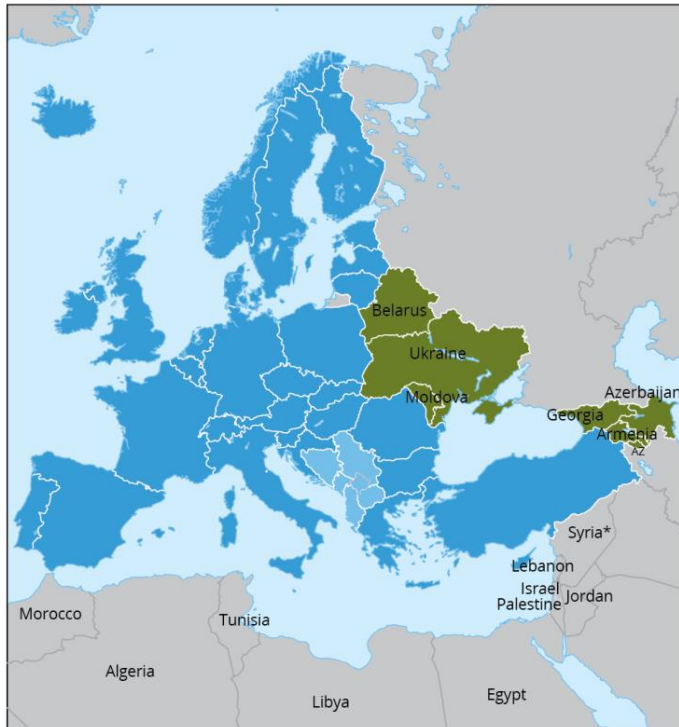 Belarus
Ukraine
Moldova
Azerbaijan
Georgia
Armenia
AZ
Syria*
Lebanon
Israel
Palestine
Jordan
Morocco
Tunisia
Algeria
Libya
Egypt